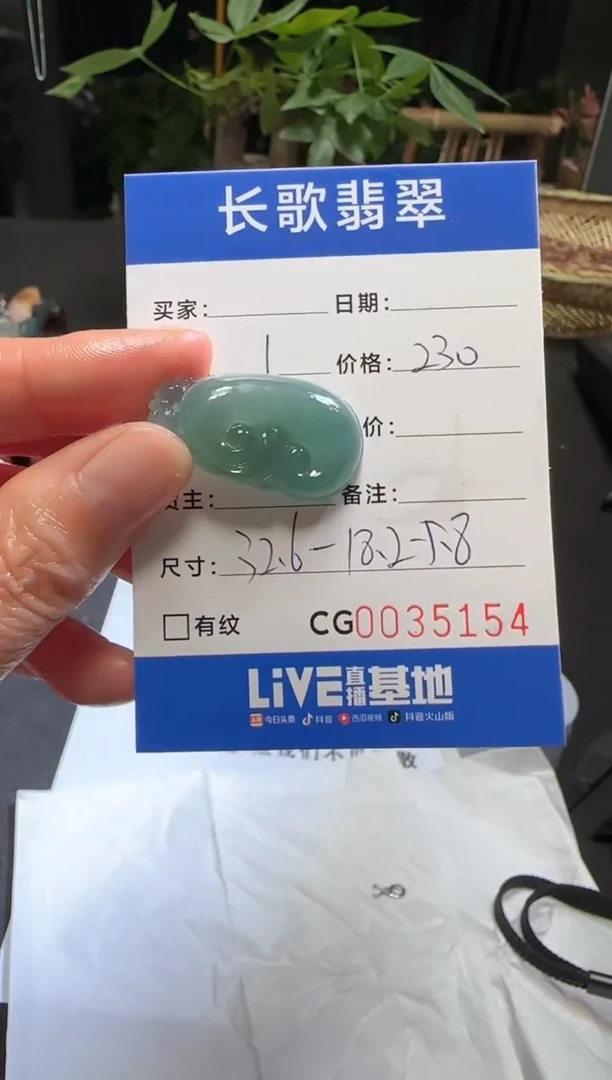 长歌翡翠
买家: 日期:
1 价格: 230
价:
主: 备注:
尺寸: 32.6-18.2-5.8
有纹 CG0035154
LiVE直播基地
今日头条 抖音 西瓜视频 抖音火山版